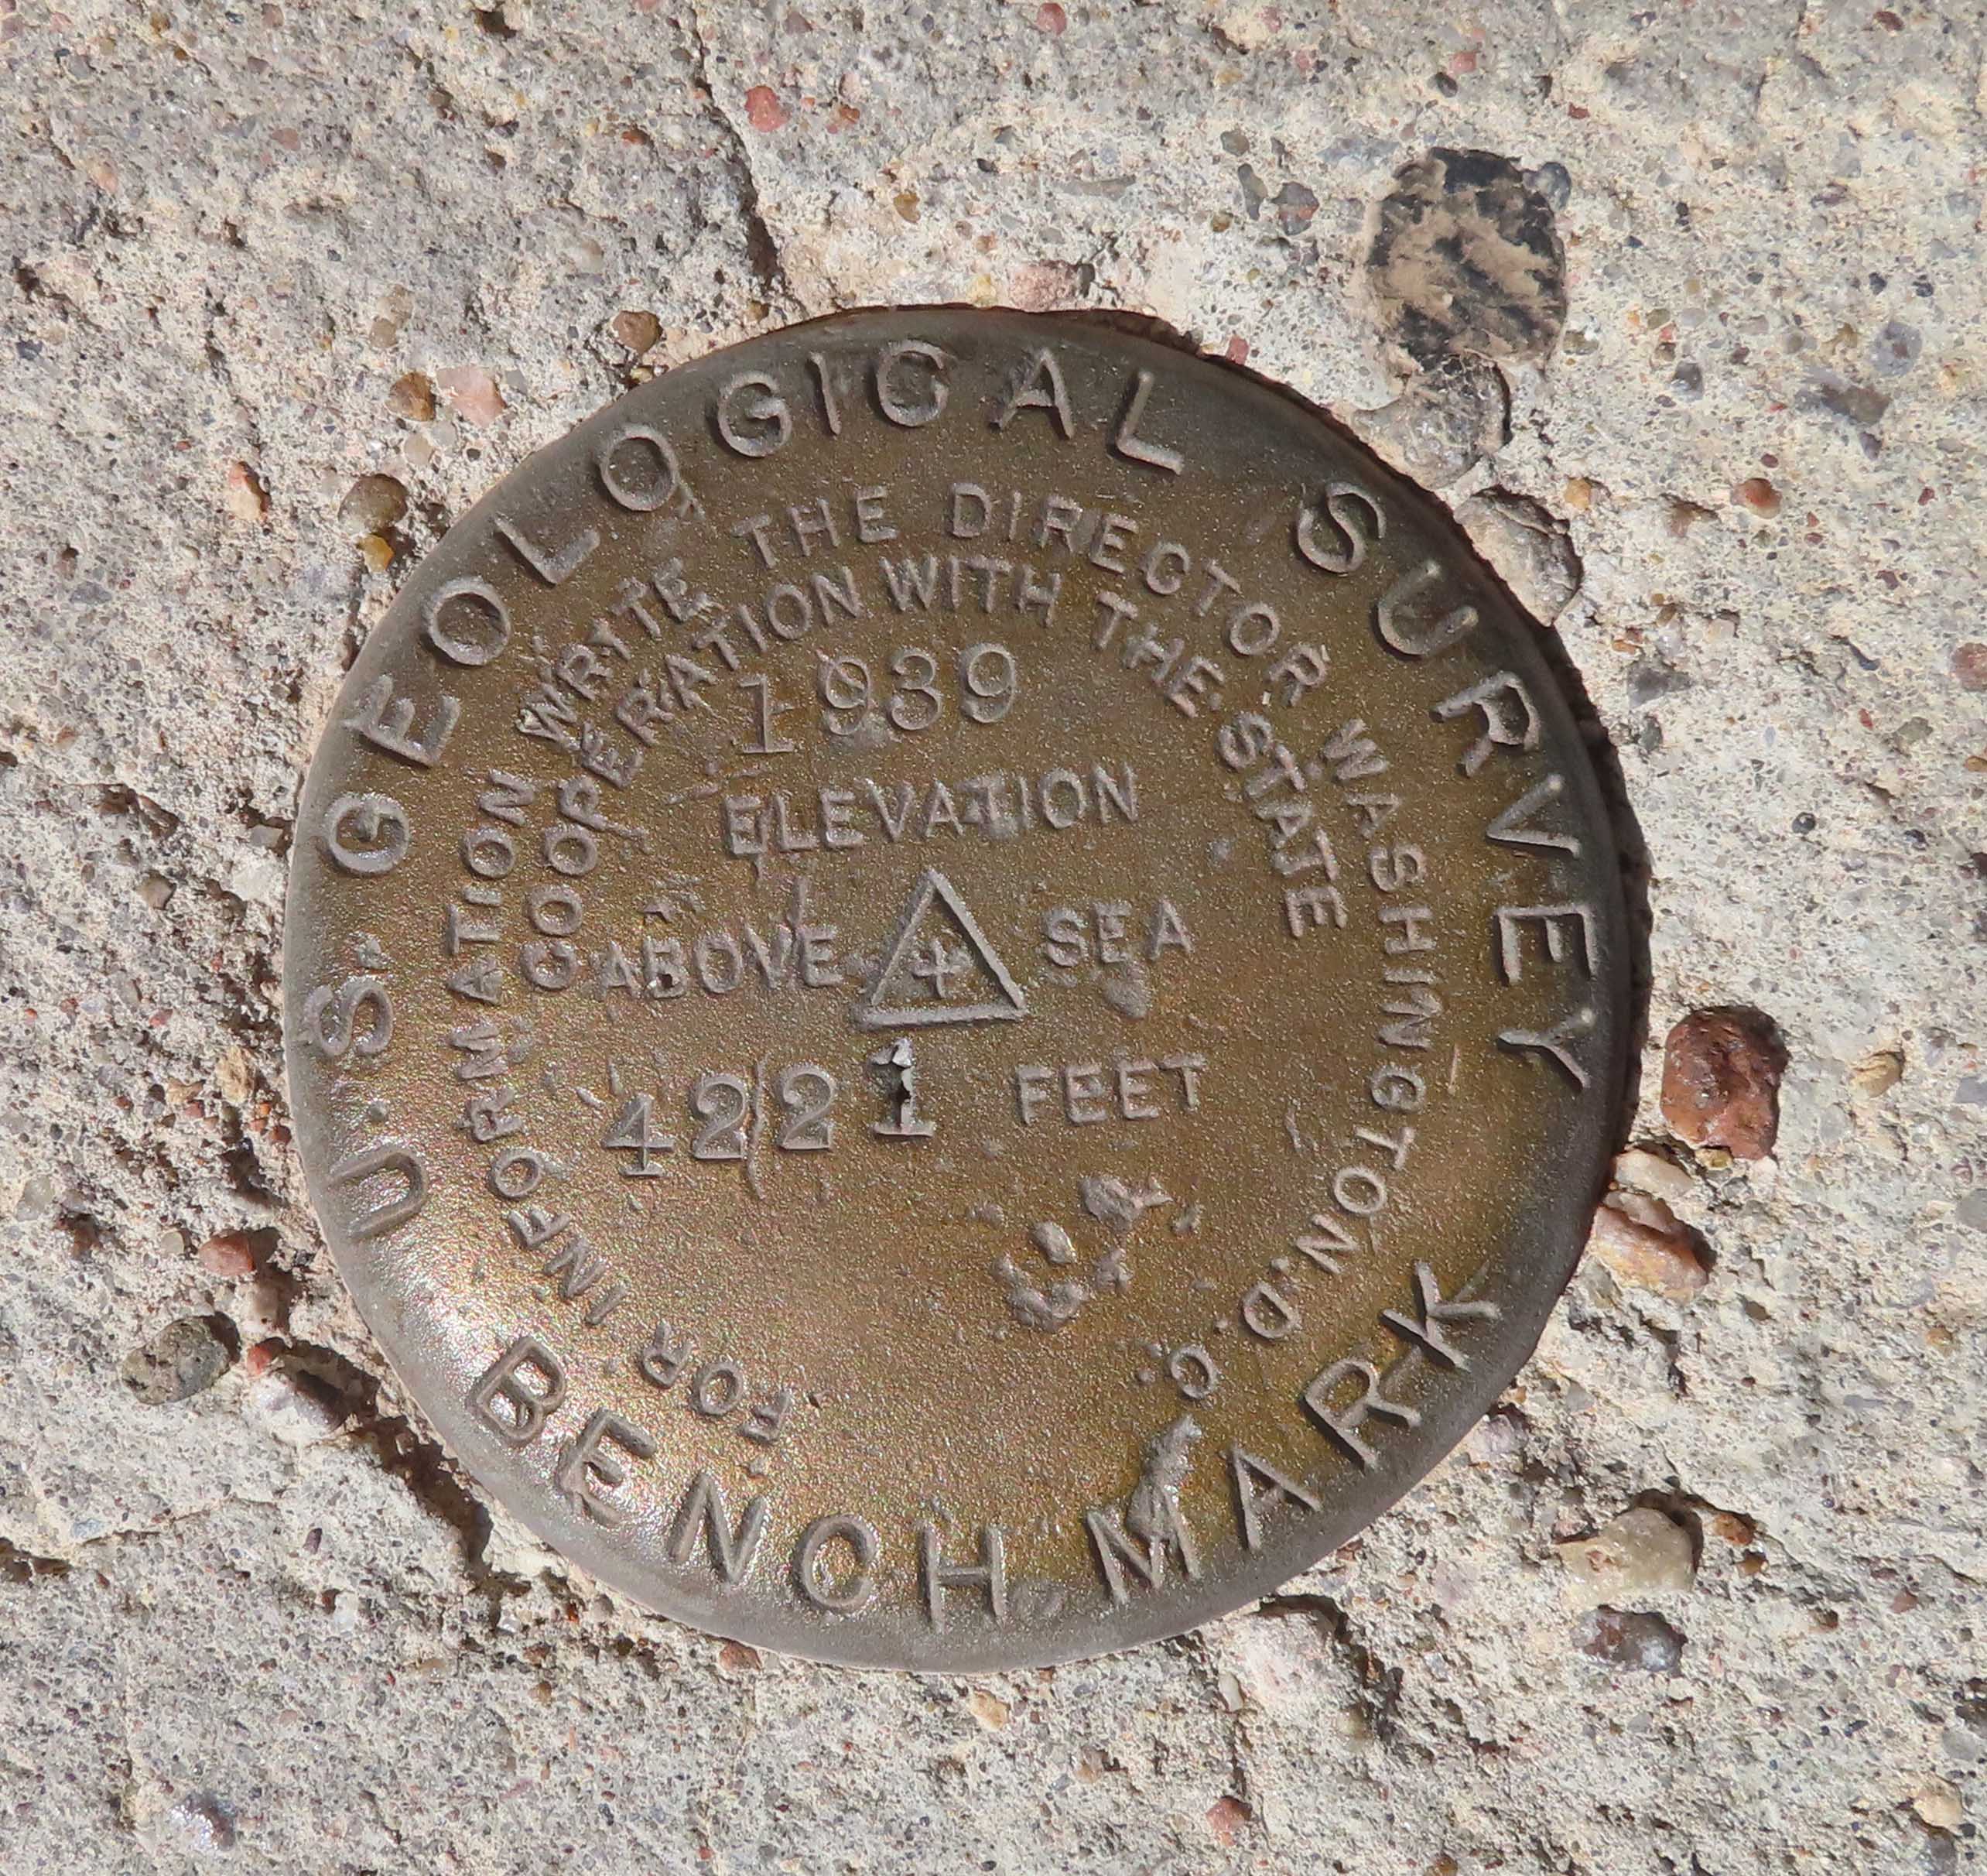 U.S. GEOLOGICAL SURVEY
FOR INFORMATION WRITE THE DIRECTOR WASHINGTON, D.C.
COOPERATION WITH THE STATE
1939
ELEVATION
ABOVE SEA
4221 FEET
BENCH MARK